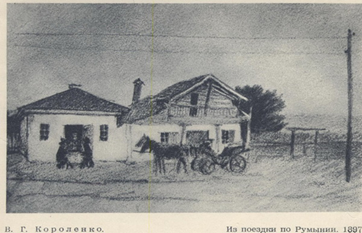 В. Г. Короленко.
Из поездки по Румынии. 1897